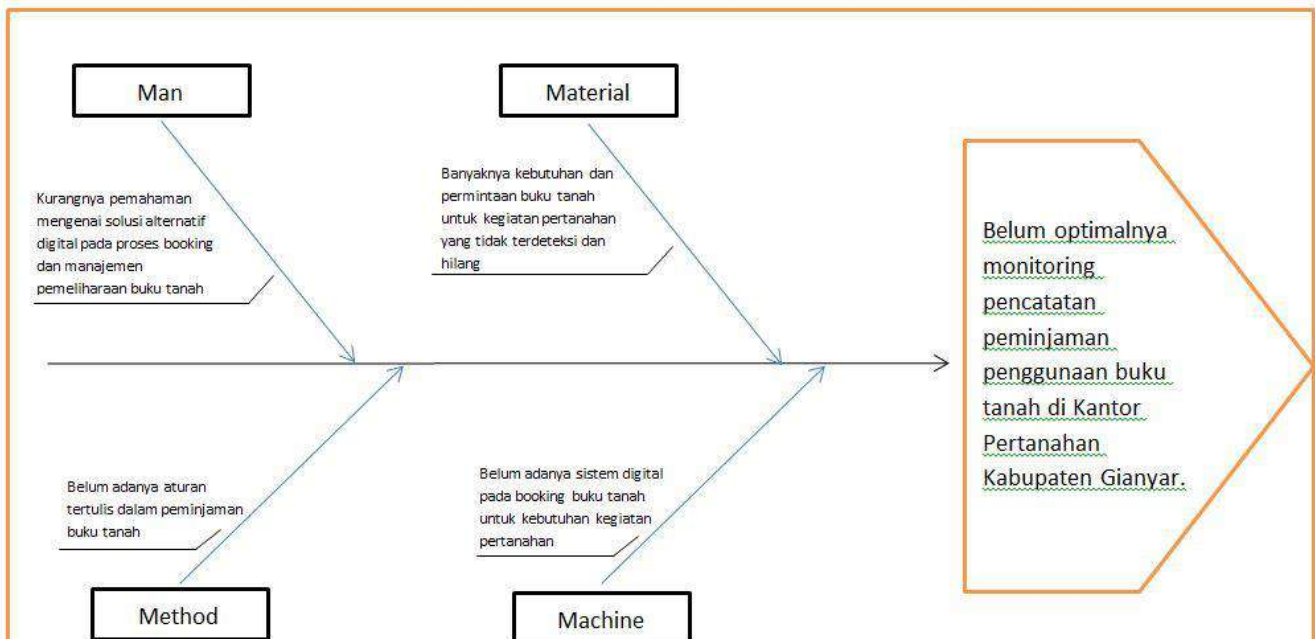 Man
Material
Kurangnya pemahaman
mengenai solusi alternatif
digital pada proses booking
dan manajemen
pemeliharaan buku tanah
Banyaknya kebutuhan dan
permintaan buku tanah
untuk kegiatan pertanahan
yang tidak terdeteksi dan
hilang
Belum optimalnya
monitoring
pencatatan
peminjaman
penggunaan buku
tanah di Kantor
Pertanahan
Kabupaten Gianyar.
Belum adanya aturan
tertulis dalam peminjaman
buku tanah
Belum adanya sistem digital
pada booking buku tanah
untuk kebutuhan kegiatan
pertanahan
Method
Machine